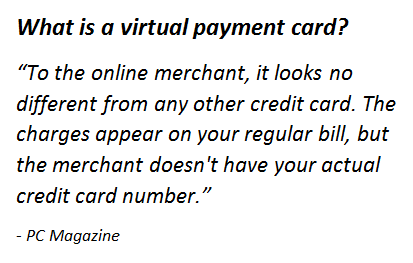 What is a virtual payment card?
“To the online merchant, it looks no
different from any other credit card. The
charges appear on your regular bill, but
the merchant doesn't have your actual
credit card number.”
- PC Magazine